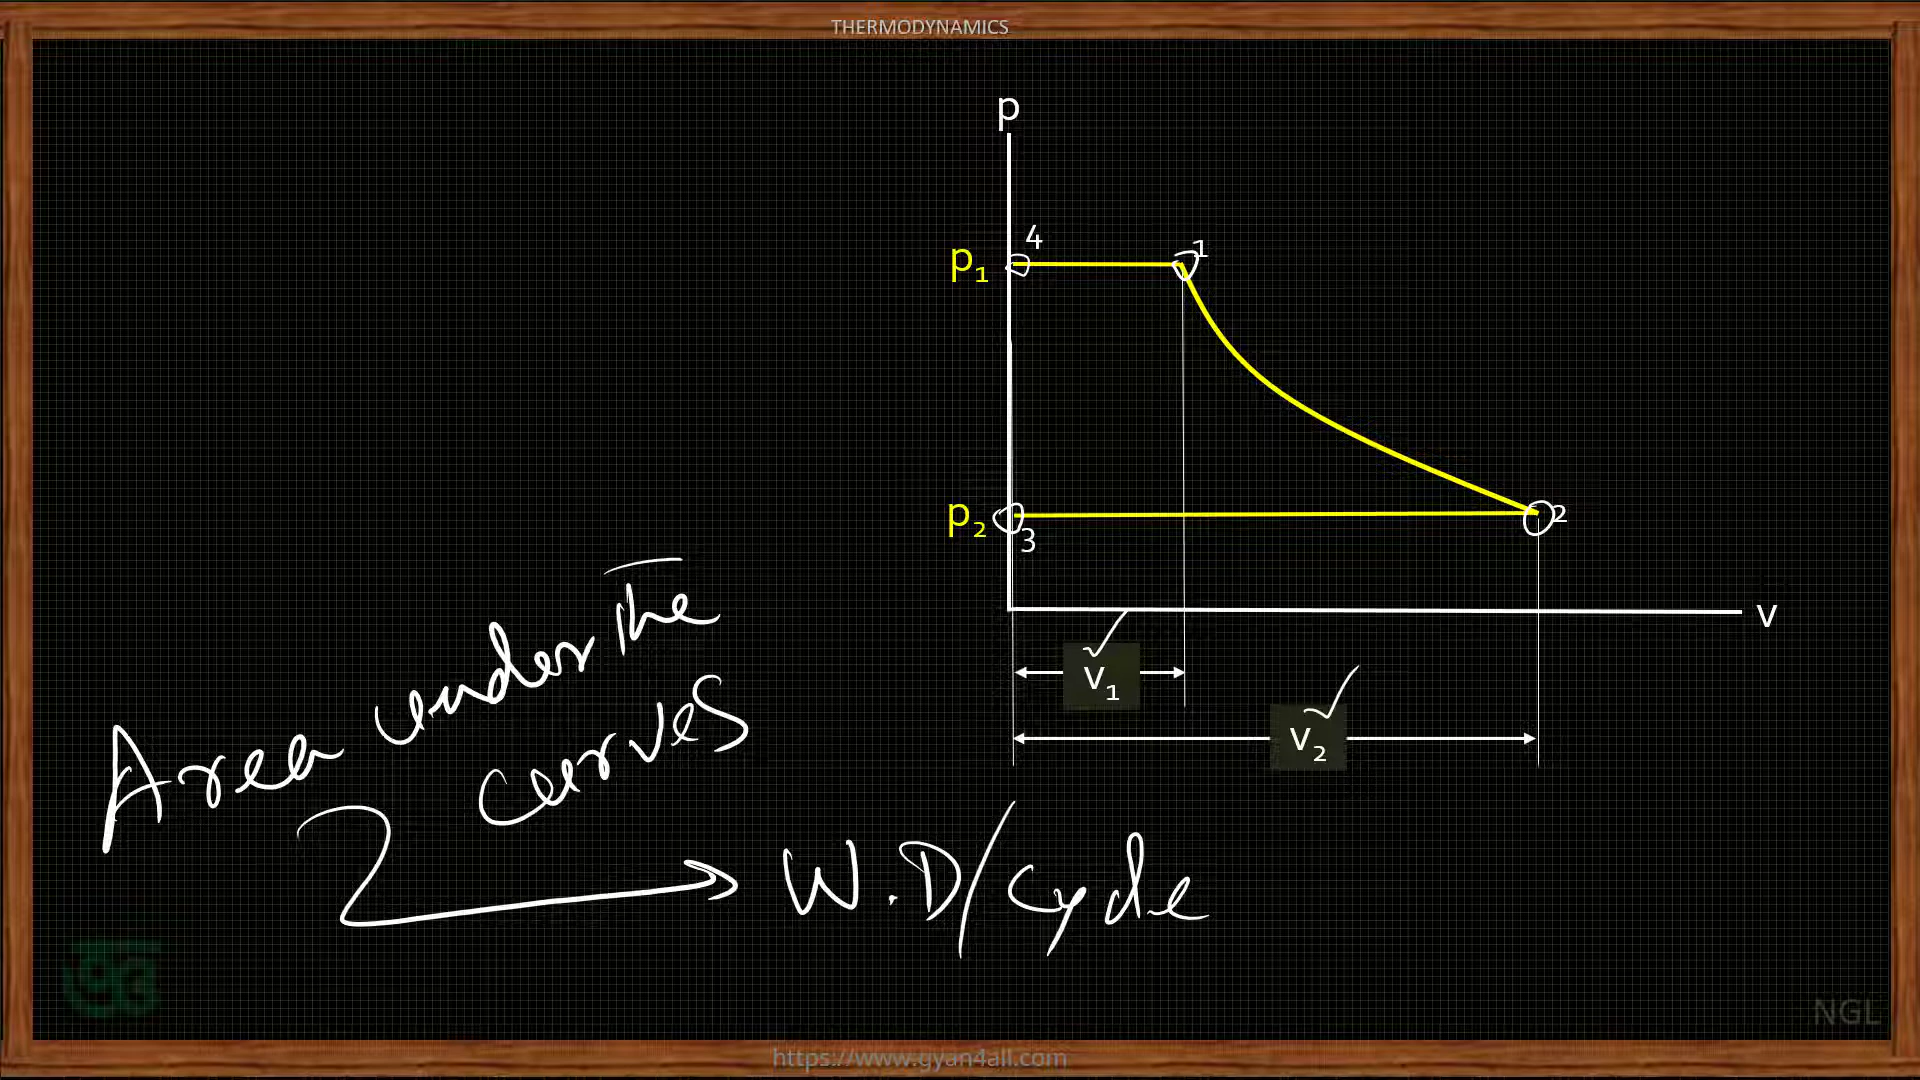 THERMODYNAMICS
p
4
1
p₁
p₂
2
3
v
v₁
v₂
Area under the
curves
W.D/cycle
NGL
https://www.gyan4all.com